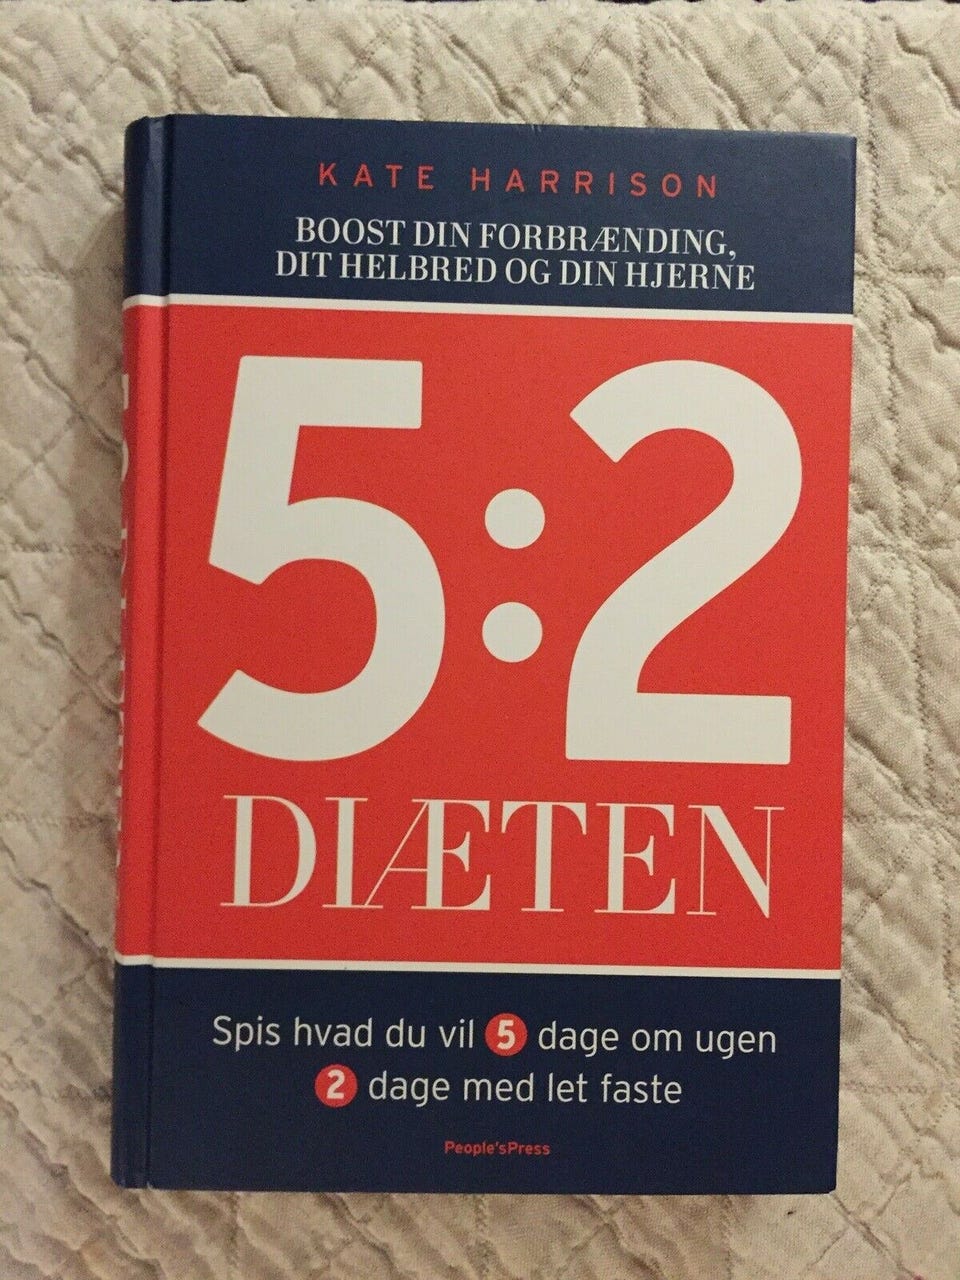 KATE HARRISON
BOOST DIN FORBRÆNDING,
DIT HELBRED OG DIN HJERNE
5:2
DIÆTEN
Spis hvad du vil 5 dage om ugen
2 dage med let faste
People'sPress